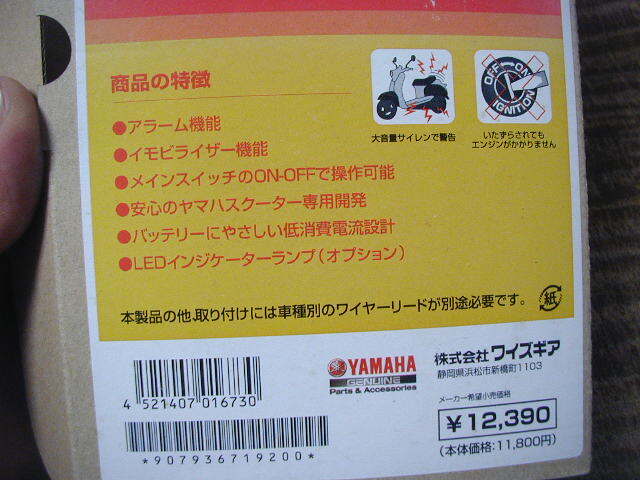 商品の特徴
●アラーム機能
●イモビライザー機能
●メインスイッチのON-OFFで操作可能
●安心のヤマハスクーター専用開発
●バッテリーにやさしい低消費電流設計
●LEDインジケーターランプ(オプション)
大音量サイレンで警告
OFF ON
IGNITION
いたずらされても
エンジンがかかりません
本製品の他、取り付けには車種別のワイヤーリードが別途必要です。
紙
4 521407 016730
*907936719200*
YAMAHA
GENUINE
Parts & Accessories
株式会社 ワイズギア
静岡県浜松市新橋町1103
メーカー希望小売価格
¥12,390
(本体価格:11,800円)